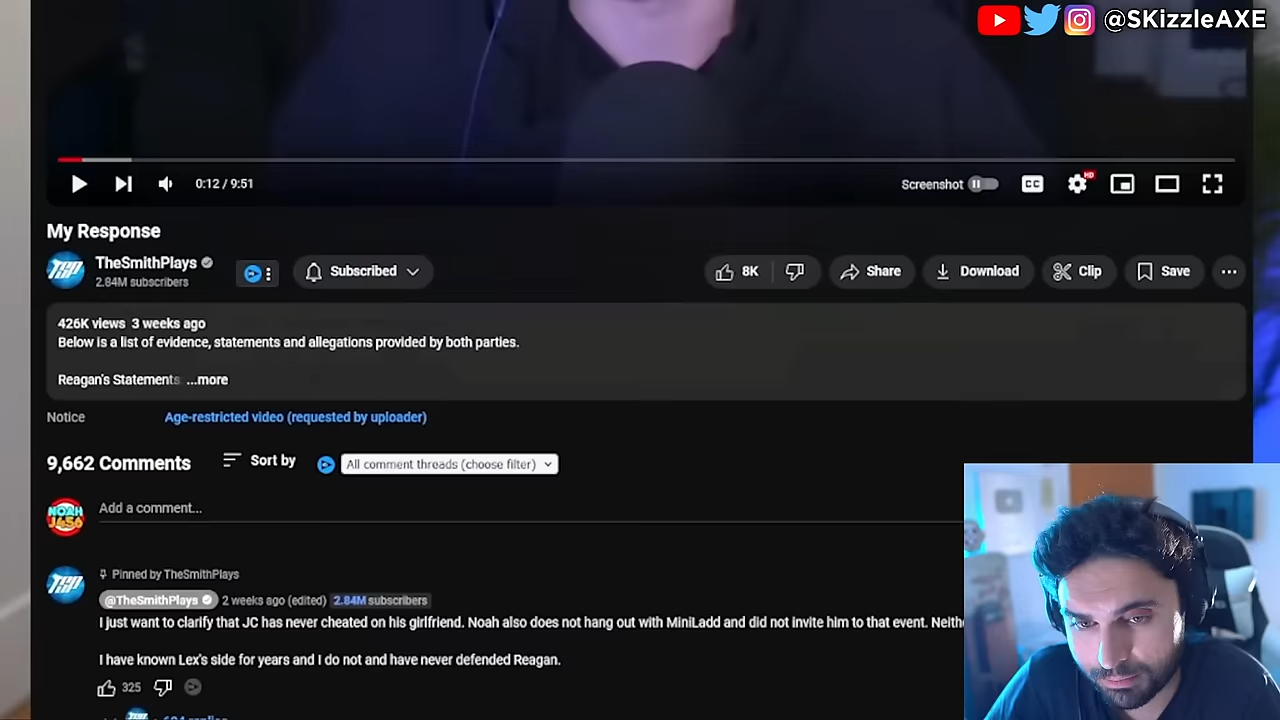 @SKizzleAXE
0:12 / 9:51
Screenshot
CC
HD
My Response
TSP
TheSmithPlays
2.84M subscribers
Subscribed
8K
Share
Download
Clip
Save
426K views 3 weeks ago
Below is a list of evidence, statements and allegations provided by both parties.
Reagan's Statements ...more
Notice
Age-restricted video (requested by uploader)
9,662 Comments
Sort by
All comment threads (choose filter)
NOAH
J456
Add a comment...
Pinned by TheSmithPlays
TSP
@TheSmithPlays 2 weeks ago (edited) 2.84M subscribers
I just want to clarify that JC has never cheated on his girlfriend. Noah also does not hang out with MiniLadd and did not invite him to that event.
I have known Lex's side for years and I do not and have never defended Reagan.
325